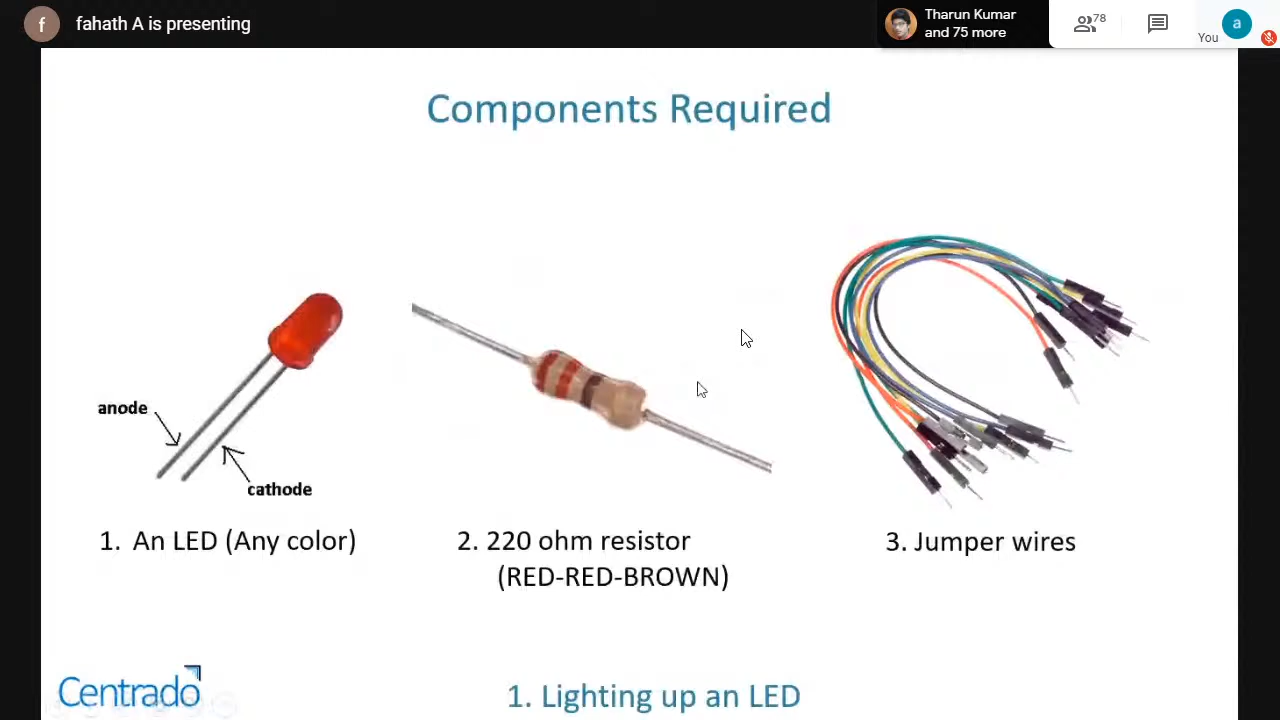 f
fahath A is presenting
Tharun Kumar
and 75 more
78
You
a
Components Required
anode
cathode
1. An LED (Any color)
2. 220 ohm resistor
(RED-RED-BROWN)
3. Jumper wires
Centrado
1. Lighting up an LED